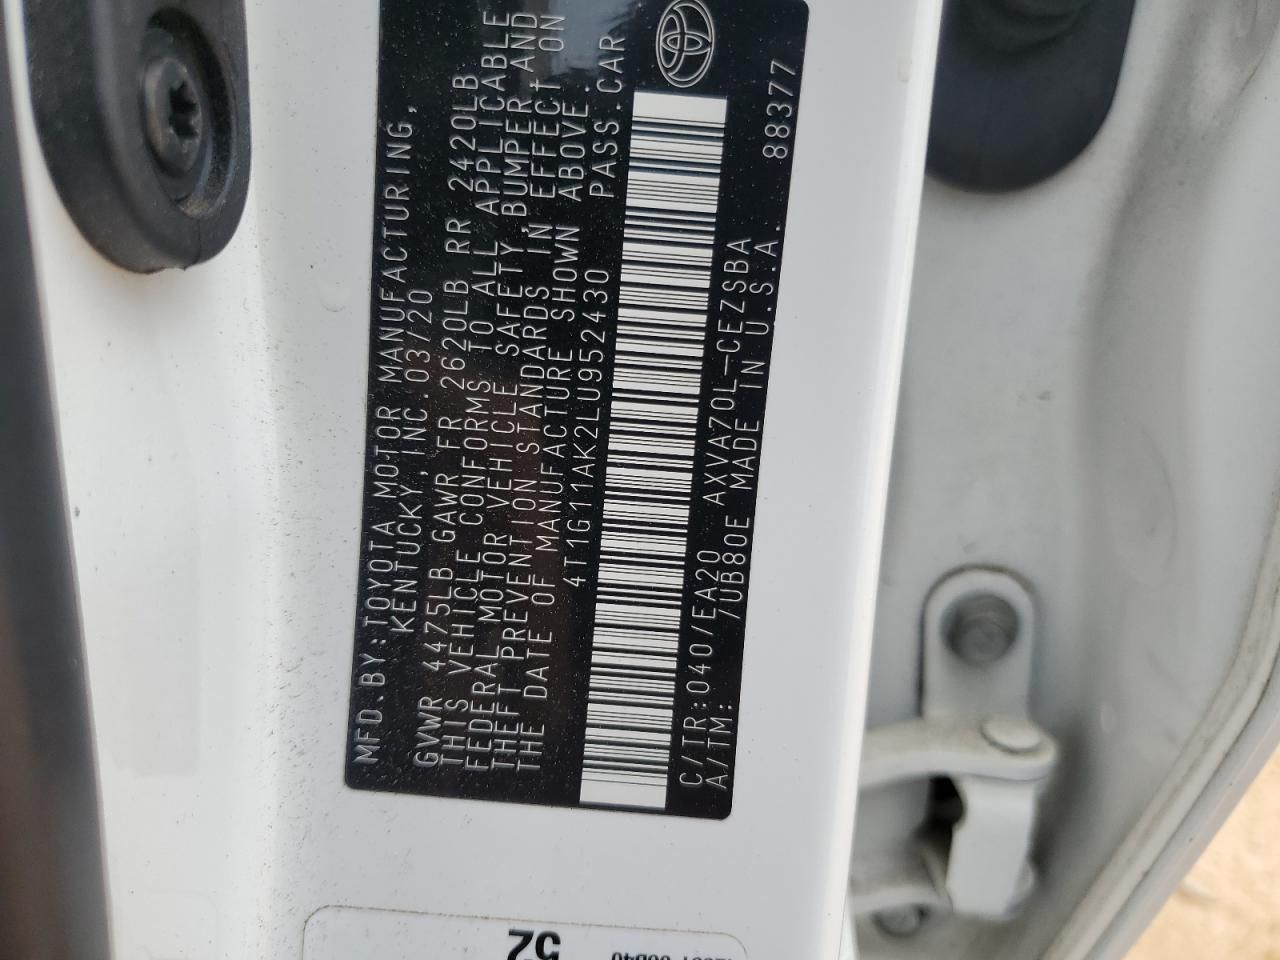 MFD.BY:TOYOTA MOTOR MANUFACTURING,
KENTUCKY,INC.03/20
GVWR 4475LB GAWR FR 2620LB RR 2420LB
THIS VEHICLE CONFORMS TO ALL APPLICABLE
FEDERAL MOTOR VEHICLE SAFETY,BUMPER AND
THEFT PREVENTION STANDARDS IN EFFECT ON
THE DATE OF MANUFACTURE SHOWN ABOVE.
4T1G11AK2LU952430 PASS.CAR
C/TR:040/EA20 AXVA70L-CEZSBA
A/TM: 7UB80E MADE IN U.S.A. 88377
52